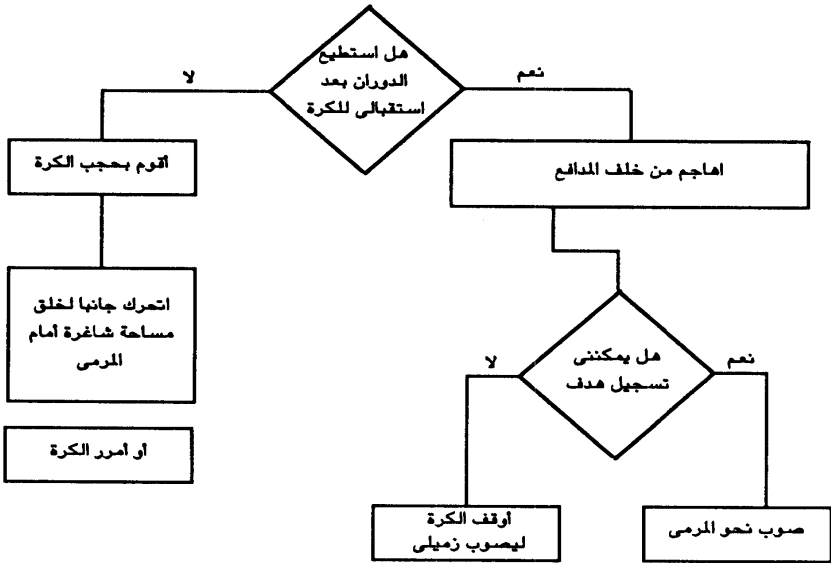 هل استطيع
الدوران بعد
استقبالى للكرة
نعم
لا
اهاجم من خلف المدافع
أقوم بحجب الكرة
اتحرك جانبا لخلق
مساحة شاغرة أمام
المرمى
أو أمرر الكرة
هل يمكننى
تسجيل هدف
نعم
لا
صوب نحو المرمى
أوقف الكرة
ليصوب زميلى